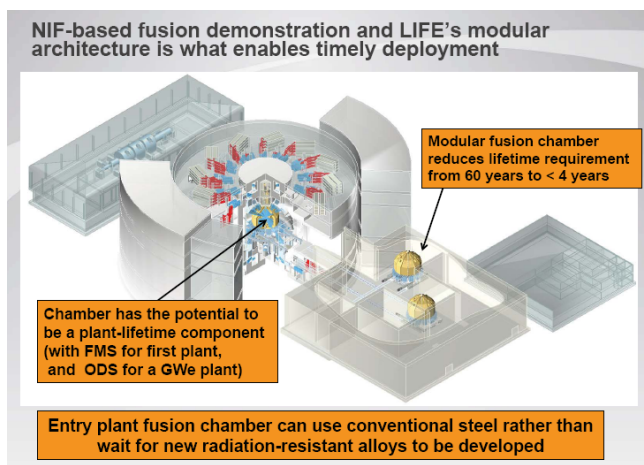 NIF-based fusion demonstration and LIFE's modular
architecture is what enables timely deployment
Modular fusion chamber
reduces lifetime requirement
from 60 years to < 4 years
Chamber has the potential to
be a plant-lifetime component
(with FMS for first plant,
and ODS for a GWe plant)
Entry plant fusion chamber can use conventional steel rather than
wait for new radiation-resistant alloys to be developed